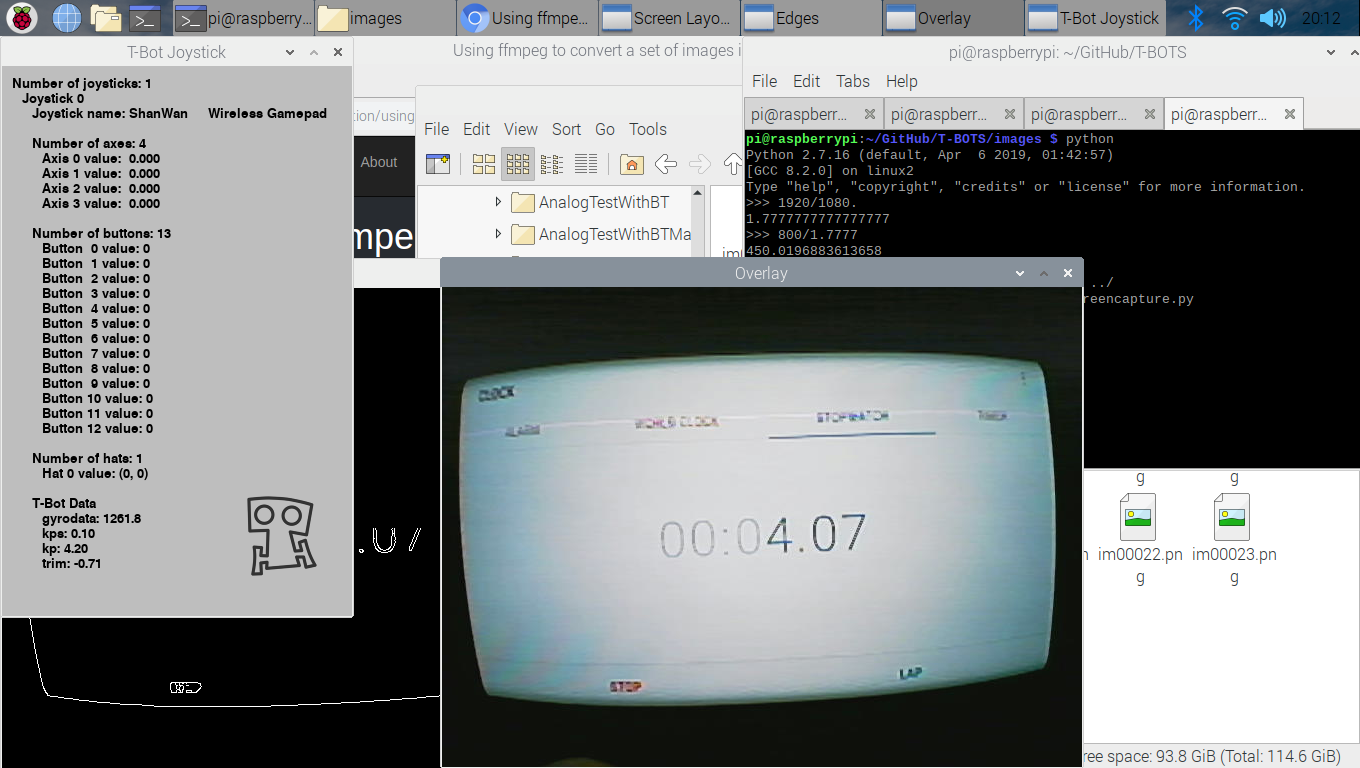 pi@raspberry...
images
Using ffmpe...
Screen Layo...
Edges
Overlay
T-Bot Joystick
20:12
T-Bot Joystick
Number of joysticks: 1
Joystick 0
Joystick name: ShanWan Wireless Gamepad
Number of axes: 4
Axis 0 value: 0.000
Axis 1 value: 0.000
Axis 2 value: 0.000
Axis 3 value: 0.000
Number of buttons: 13
Button 0 value: 0
Button 1 value: 0
Button 2 value: 0
Button 3 value: 0
Button 4 value: 0
Button 5 value: 0
Button 6 value: 0
Button 7 value: 0
Button 8 value: 0
Button 9 value: 0
Button 10 value: 0
Button 11 value: 0
Button 12 value: 0
Number of hats: 1
Hat 0 value: (0, 0)
T-Bot Data
gyrodata: 1261.8
kps: 0.10
kp: 4.20
trim: -0.71
Using ffmpeg to convert a set of images i
ion/using
About
mpe
File Edit View Sort Go Tools
AnalogTestWithBT
AnalogTestWithBTMa
im0
pi@raspberrypi: ~/GitHub/T-BOTS
File Edit Tabs Help
pi@raspberr...
pi@raspberr...
pi@raspberr...
pi@raspberr...
pi@raspberrypi:~/GitHub/T-BOTS/images $ python
Python 2.7.16 (default, Apr  6 2019, 01:42:57)
[GCC 8.2.0] on linux2
Type "help", "copyright", "credits" or "license" for more information.
>>> 1920/1080.
1.7777777777777777
>>> 800/1.7777
450.0196883613658
../
reencapture.py
Overlay
CLOCK
ALARM
WORLD CLOCK
STOPWATCH
TIMER
00:04.07
STOP
LAP
g
g
n
im00022.pn
g
im00023.pn
g
ree space: 93.8 GiB (Total: 114.6 GiB)